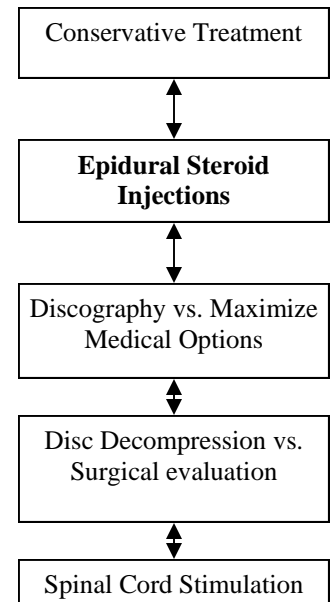 Conservative Treatment
Epidural Steroid
Injections
Discography vs. Maximize
Medical Options
Disc Decompression vs.
Surgical evaluation
Spinal Cord Stimulation